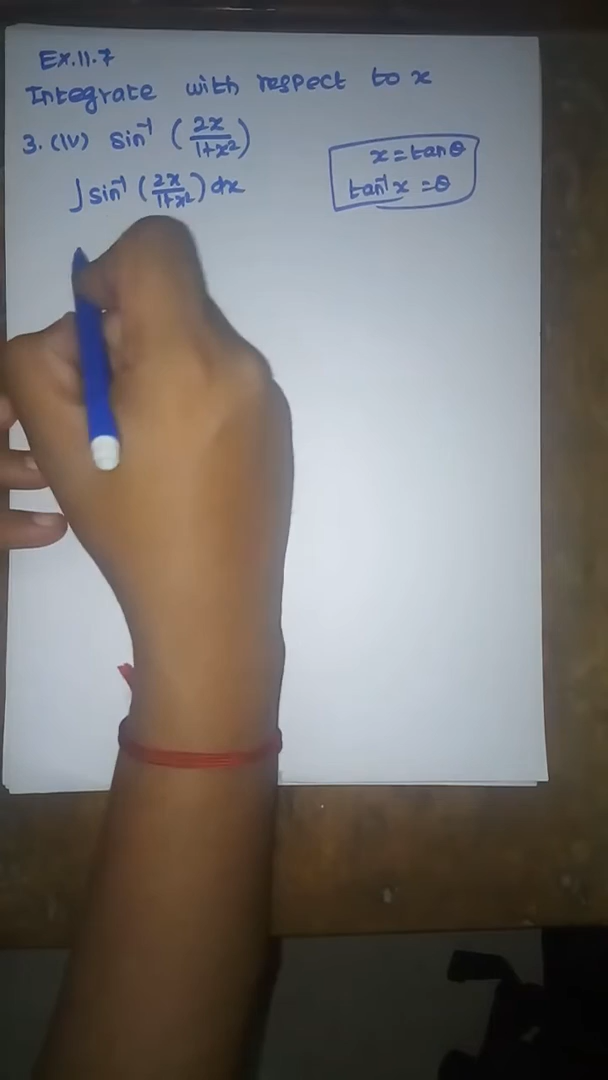 Ex.11.7
Integrate with respect to x
3. (IV) sin⁻¹ (2x/1+x²)
∫ sin⁻¹ (2x/1+x²) dx
x = tanθ
tan⁻¹x = θ